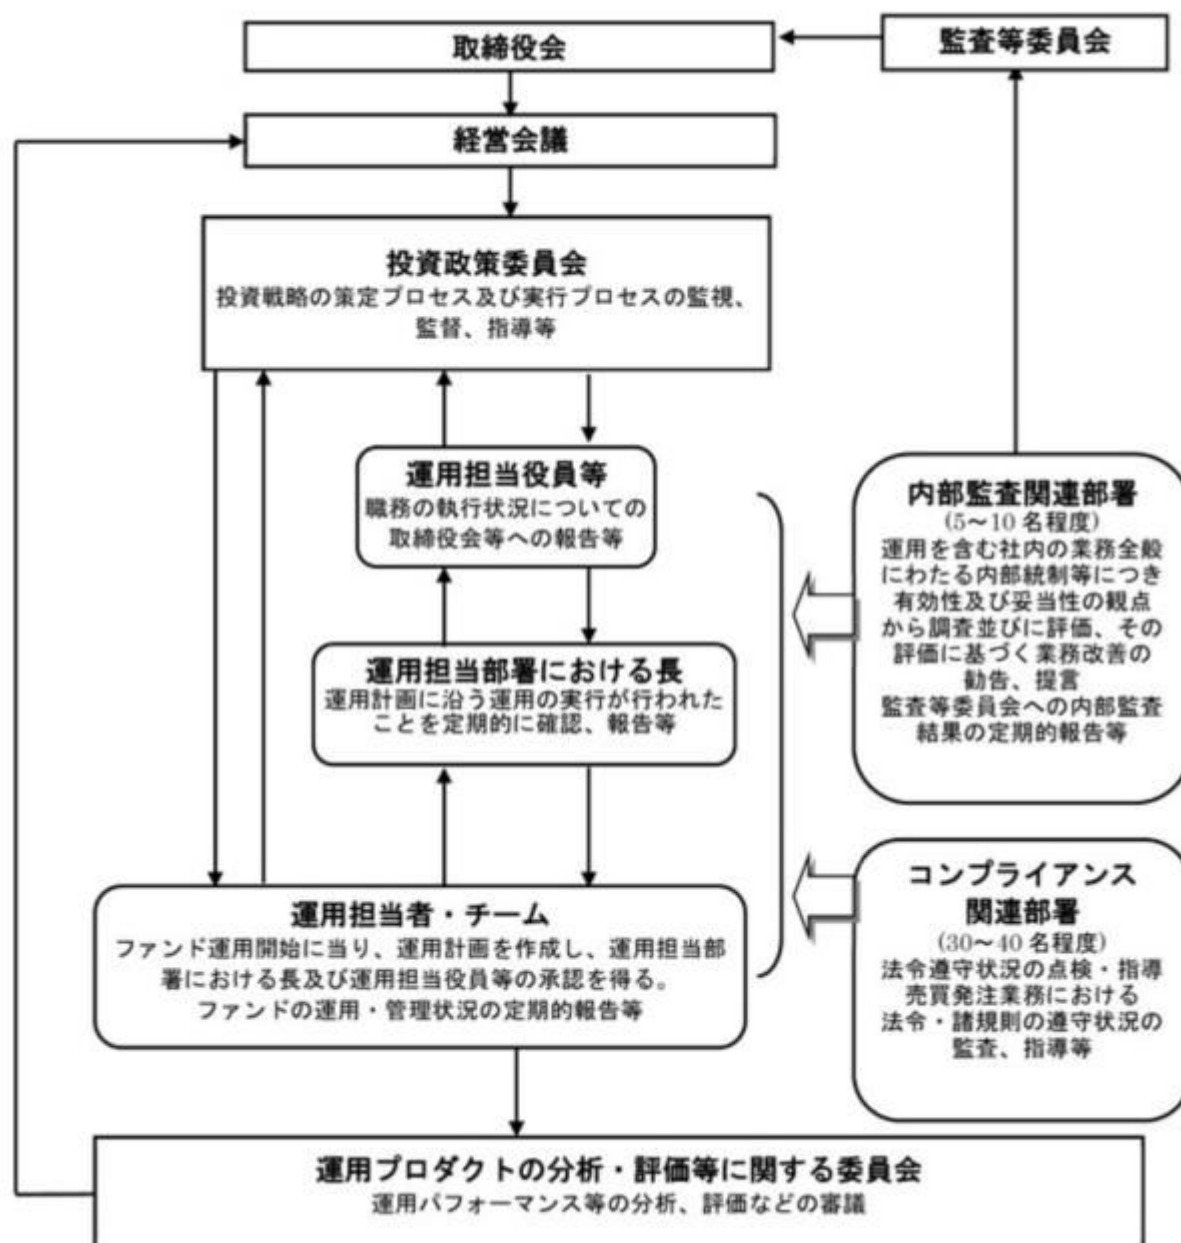 取締役会
監査等委員会
経営会議
投資政策委員会
投資戦略の策定プロセス及び実行プロセスの監視、
監督、指導等
運用担当役員等
職務の執行状況についての
取締役会等への報告等
運用担当部署における長
運用計画に沿う運用の実行が行われた
ことを定期的に確認、報告等
運用担当者・チーム
ファンド運用開始に当り、運用計画を作成し、運用担当部
署における長及び運用担当役員等の承認を得る。
ファンドの運用・管理状況の定期的報告等
内部監査関連部署
(5～10 名程度)
運用を含む社内の業務全般
にわたる内部統制等につき
有効性及び妥当性の観点
から調査並びに評価、その
評価に基づく業務改善の
勧告、提言
監査等委員会への内部監査
結果の定期的報告等
コンプライアンス
関連部署
(30～40 名程度)
法令遵守状況の点検・指導
売買発注業務における
法令・諸規則の遵守状況の
監査、指導等
運用プロダクトの分析・評価等に関する委員会
運用パフォーマンス等の分析、評価などの審議